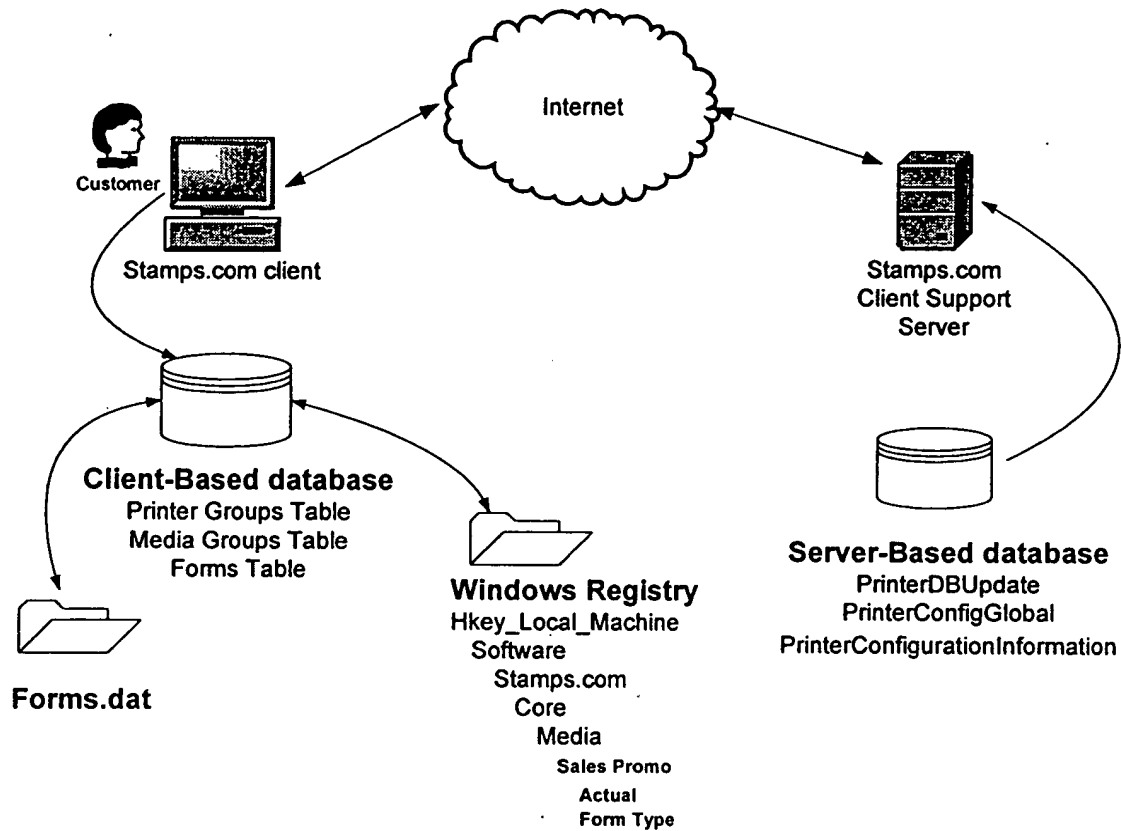 Internet
Customer
Stamps.com client
Stamps.com
Client Support
Server
Client-Based database
Printer Groups Table
Media Groups Table
Forms Table
Forms.dat
Windows Registry
Hkey_Local_Machine
Software
Stamps.com
Core
Media
Sales Promo
Actual
Form Type
Server-Based database
PrinterDBUpdate
PrinterConfigGlobal
PrinterConfigurationInformation